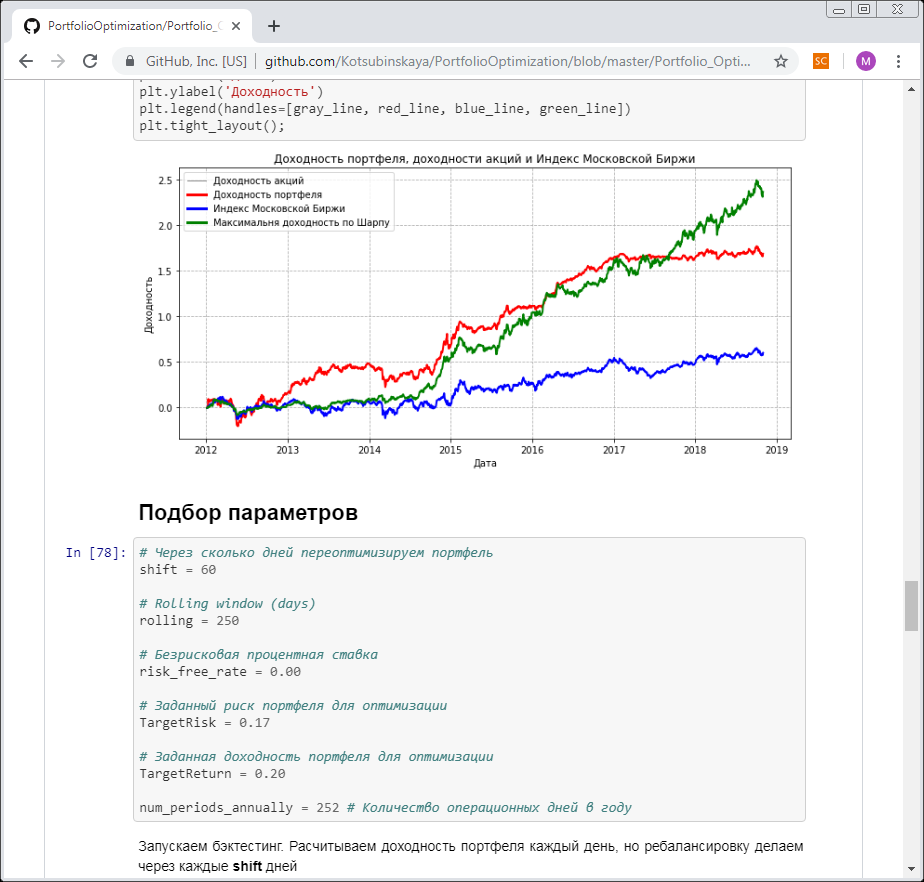 PortfolioOptimization/Portfolio_O
GitHub, Inc. [US]
github.com/Kotsubinskaya/PortfolioOptimization/blob/master/Portfolio_Opti...
SC
M
plt.ylabel('Доходность')
plt.legend(handles=[gray_line, red_line, blue_line, green_line])
plt.tight_layout();
Доходность портфеля, доходности акций и Индекс Московской Биржи
Доходность акций
Доходность портфеля
Индекс Московской Биржи
Максимальня доходность по Шарпу
2.5
2.0
1.5
1.0
0.5
0.0
Доходность
2012 2013 2014 2015 2016 2017 2018 2019
Дата
Подбор параметров
In [78]:
# Через сколько дней переоптимизируем портфель
shift = 60
# Rolling window (days)
rolling = 250
# Безрисковая процентная ставка
risk_free_rate = 0.00
# Заданный риск портфеля для оптимизации
TargetRisk = 0.17
# Заданная доходность портфеля для оптимизации
TargetReturn = 0.20
num_periods_annually = 252 # Количество операционных дней в году
Запускаем бэктестинг. Расчитываем доходность портфеля каждый день, но ребалансировку делаем
через каждые shift дней